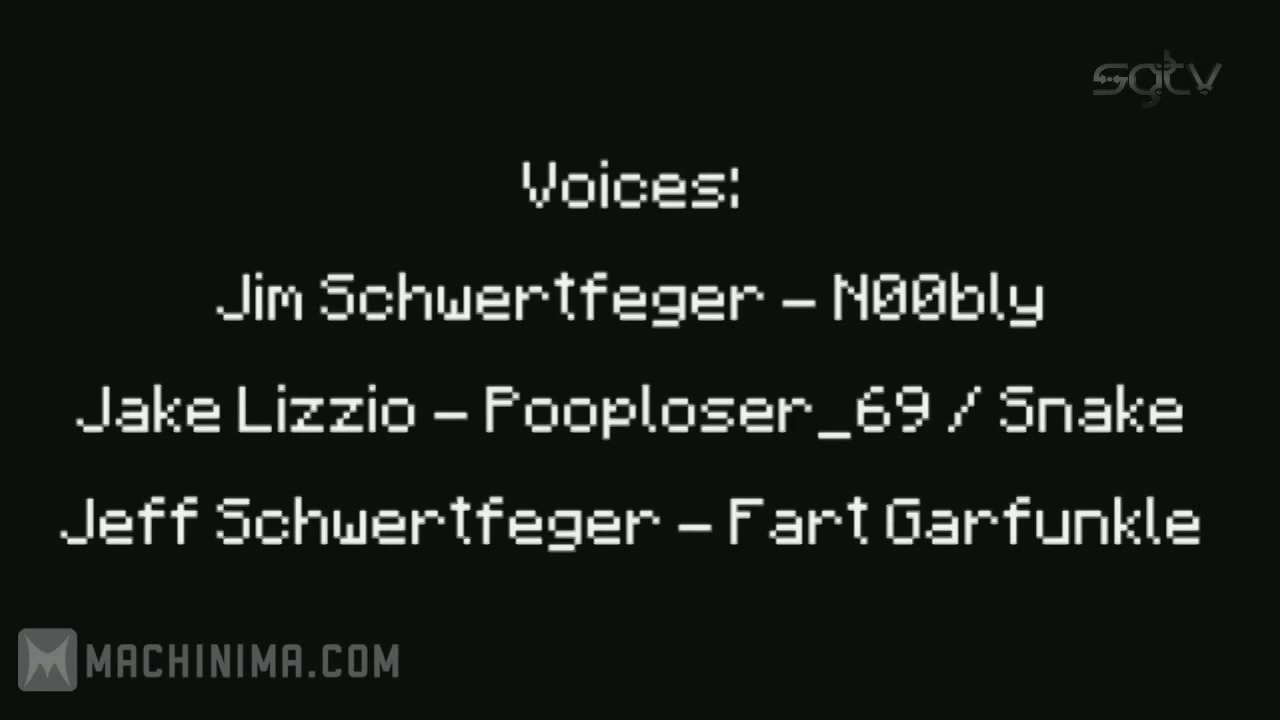 sgtv
Voices:
Jim Schwertfeger – N00bly
Jake Lizzio – Pooploser_69 / Snake
Jeff Schwertfeger – Fart Garfunkle
MACHINIMA.COM